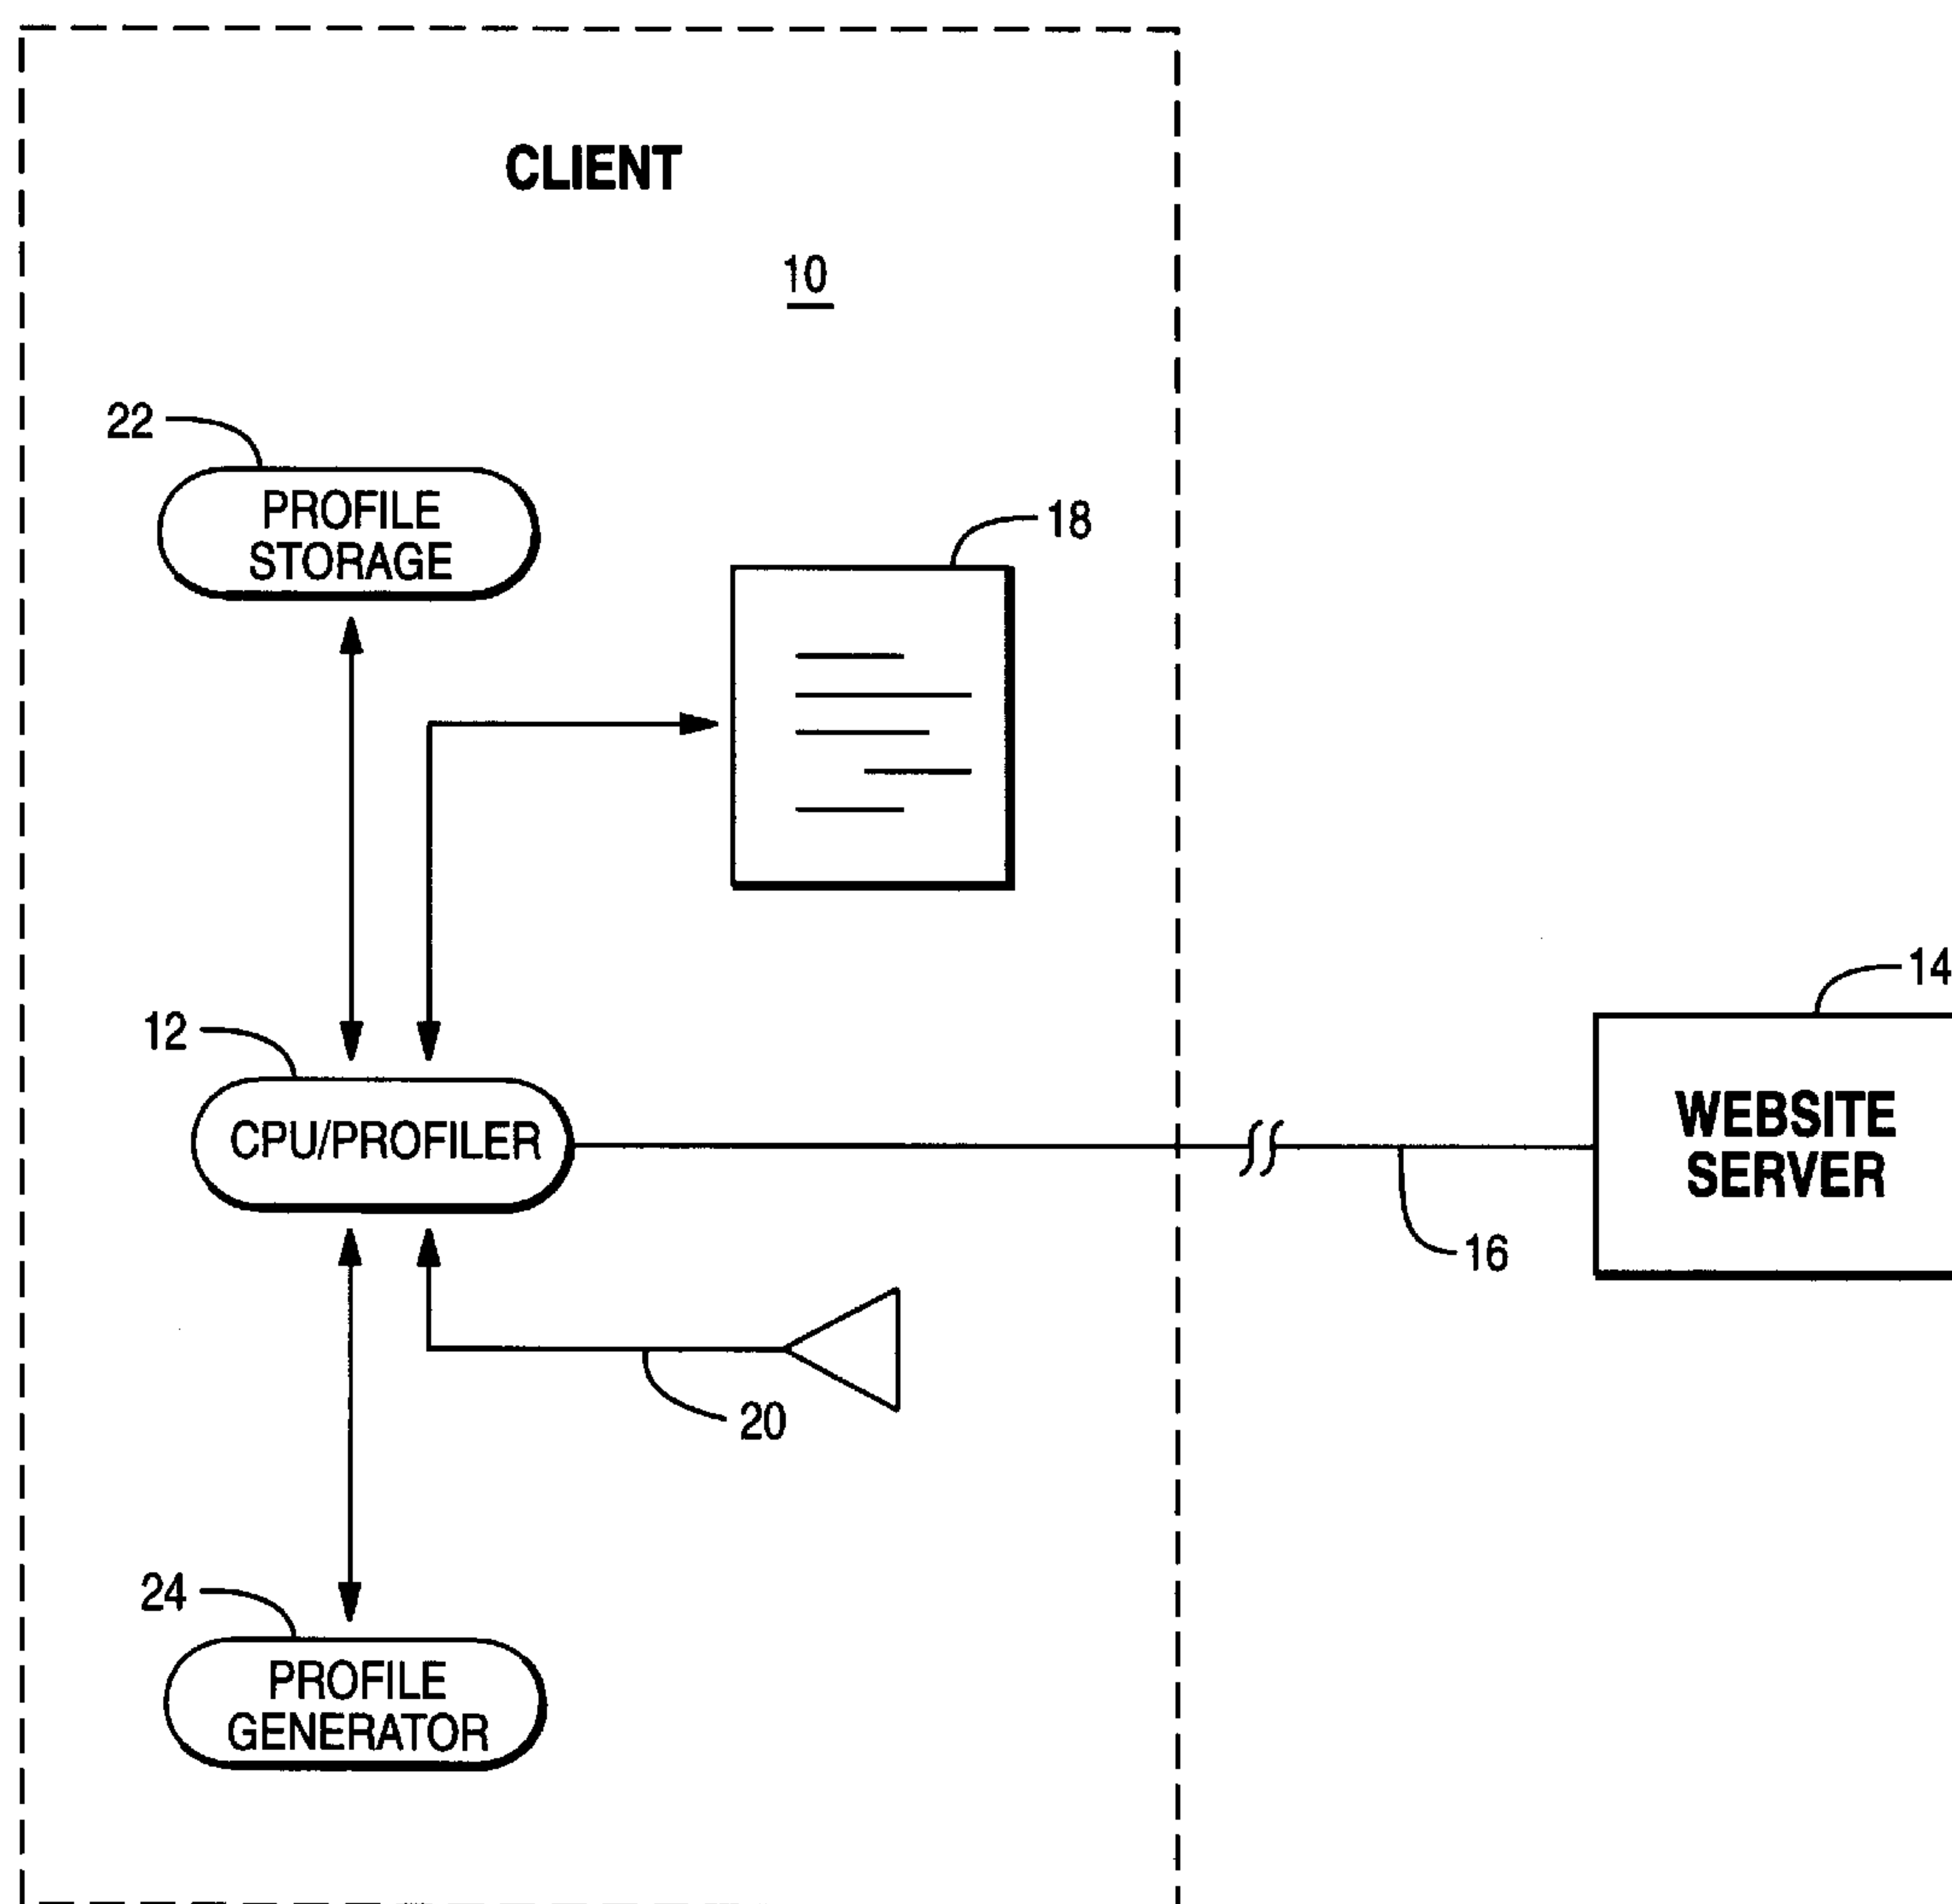 CLIENT
10
22
PROFILE
STORAGE
18
14
12
CPU/PROFILER
WEBSITE
SERVER
16
20
24
PROFILE
GENERATOR